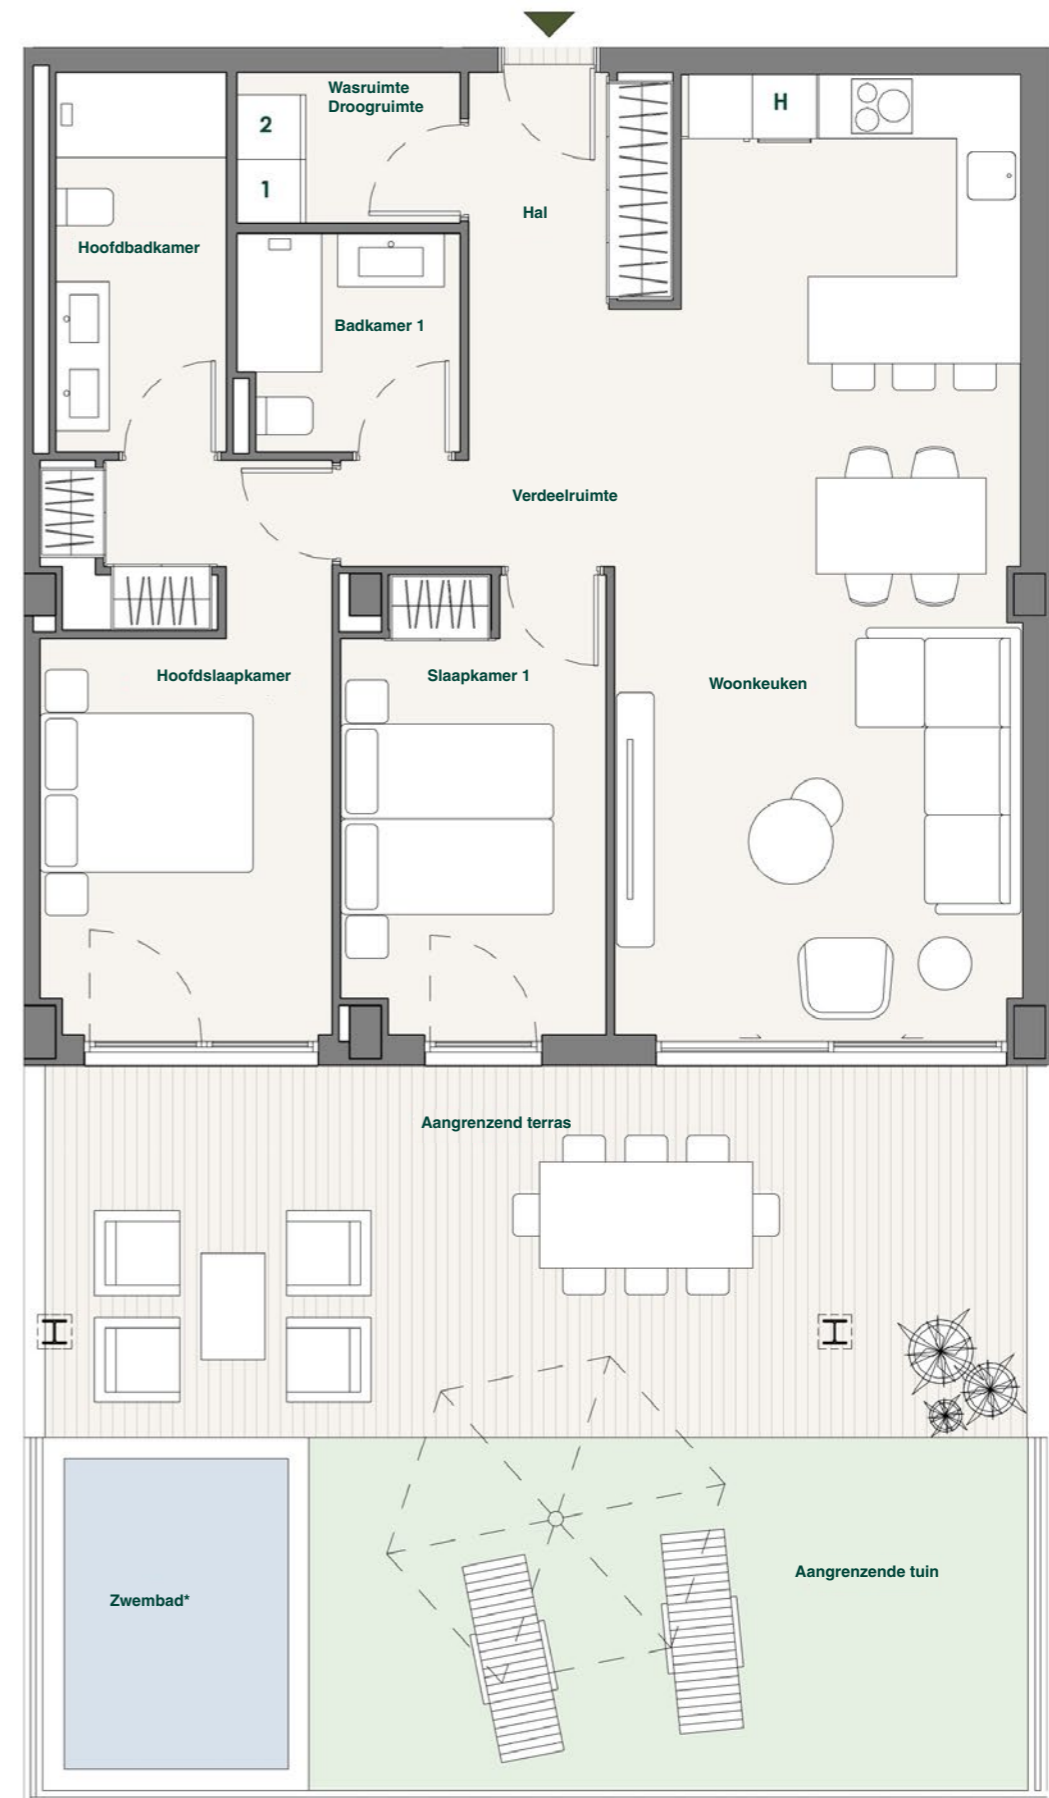 Wasruimte
Droogruimte
2
1
H
Hal
Hoofdbadkamer
Badkamer 1
Verdeelruimte
Hoofdslaapkamer
Slaapkamer 1
Woonkeuken
Aangrenzend terras
Aangrenzende tuin
Zwembad*